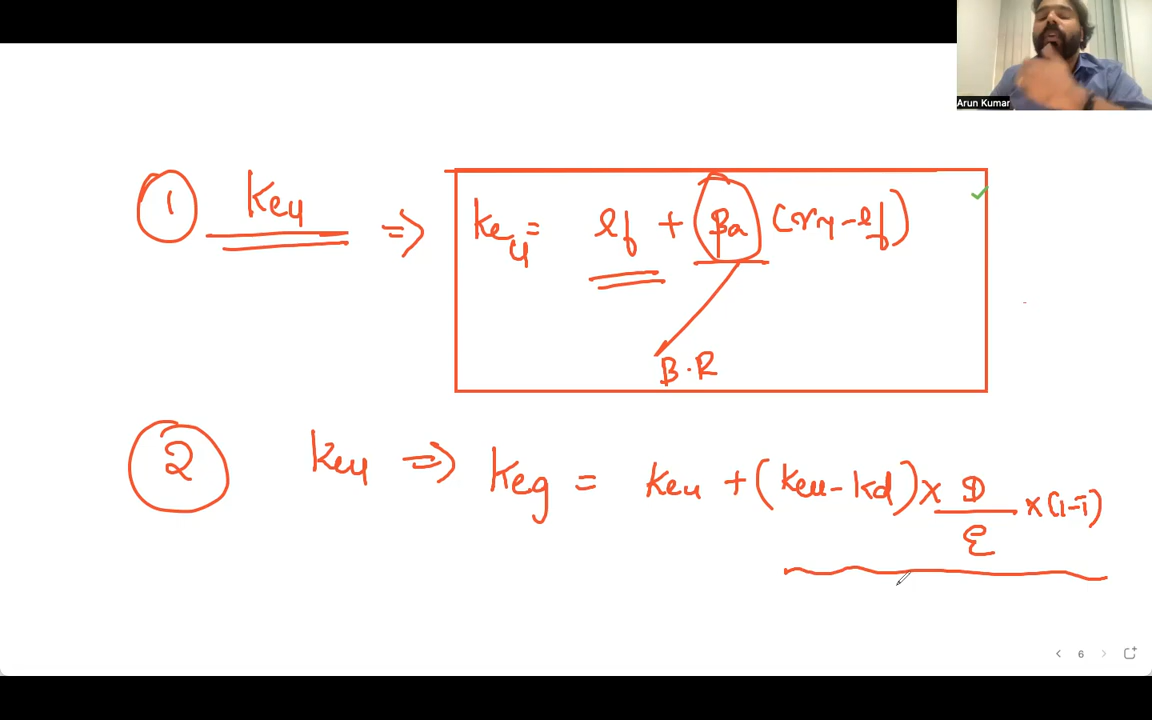 Arun Kumar
1 keu => keu = rf + βa (rm - rf)
B.R
2 keu => keg = keu + (keu - kd) x D/E x (1-T)
6